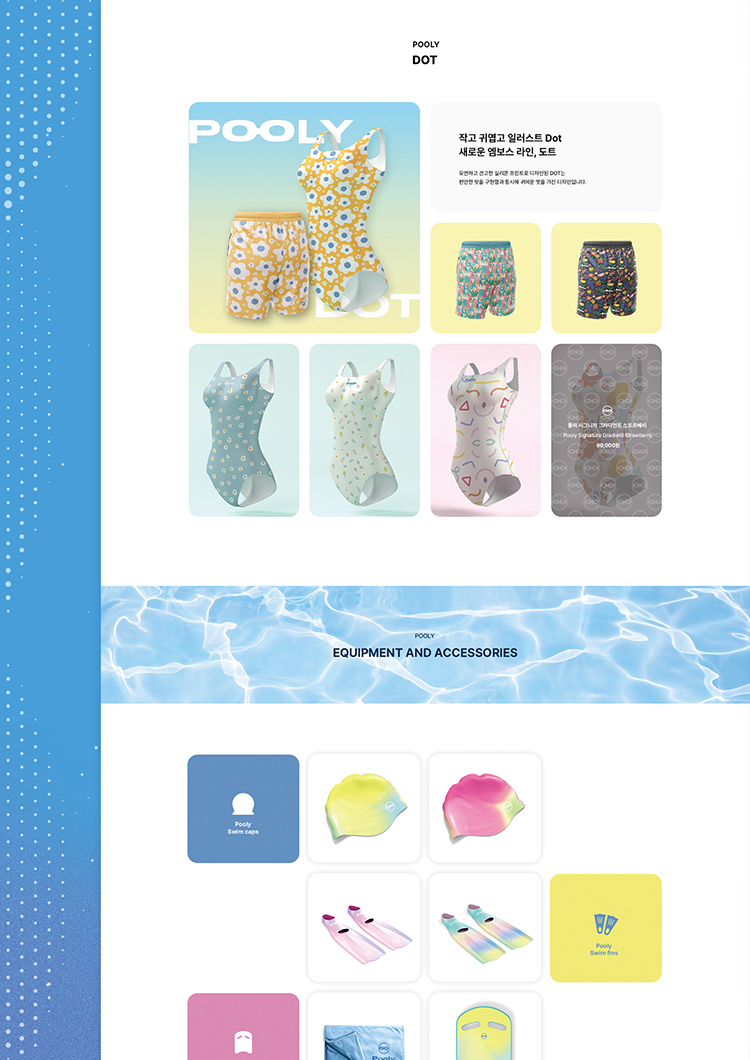 POOLY
DOT
POOLY
DOT
작고 귀엽고 일러스트 Dot
새로운 엠보스 라인, 도트
유연하고 견고한 실리콘 프린트로 디자인된 DOT는
편안한 핏을 구현함과 동시에 귀여운 멋을 가진 디자인입니다.
풀리 시그니처 그라디언트 스트로베리
Pooly Signature Gradient Strawberry
99,000원
POOLY
EQUIPMENT AND ACCESSORIES
Pooly
Swim caps
Pooly
Swim fins
Pooly